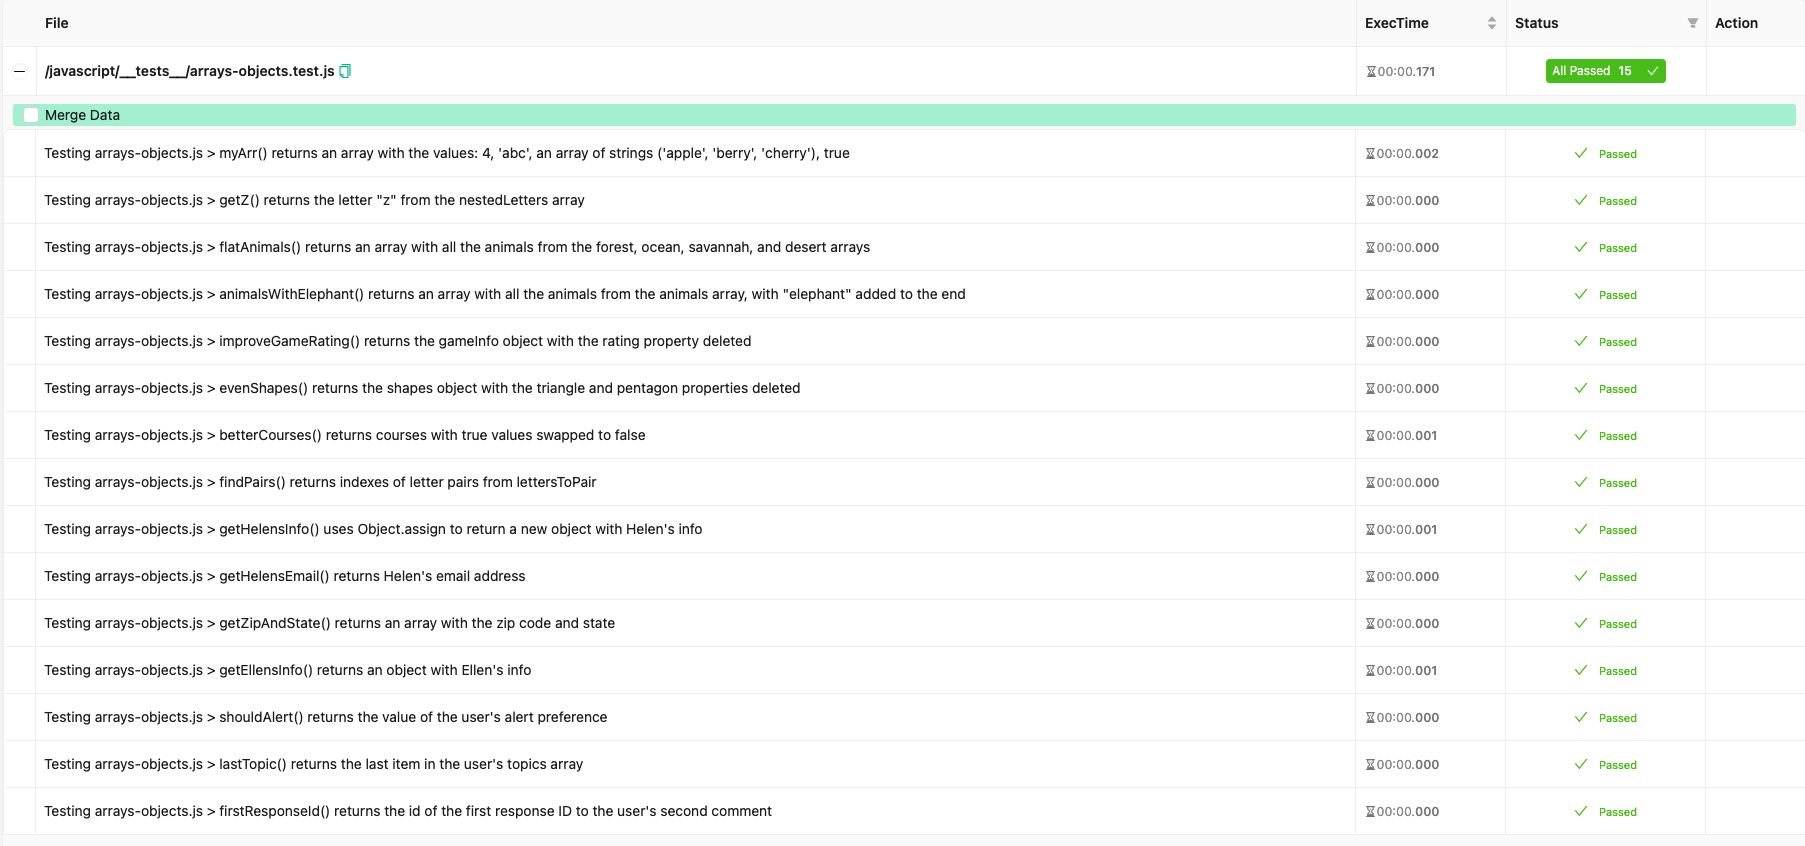 File ExecTime Status Action
/javascript/__tests__/arrays-objects.test.js 00:00.171 All Passed 15
Merge Data
Testing arrays-objects.js > myArr() returns an array with the values: 4, 'abc', an array of strings ('apple', 'berry', 'cherry'), true 00:00.002 Passed
Testing arrays-objects.js > getZ() returns the letter "z" from the nestedLetters array 00:00.000 Passed
Testing arrays-objects.js > flatAnimals() returns an array with all the animals from the forest, ocean, savannah, and desert arrays 00:00.000 Passed
Testing arrays-objects.js > animalsWithElephant() returns an array with all the animals from the animals array, with "elephant" added to the end 00:00.000 Passed
Testing arrays-objects.js > improveGameRating() returns the gameInfo object with the rating property deleted 00:00.000 Passed
Testing arrays-objects.js > evenShapes() returns the shapes object with the triangle and pentagon properties deleted 00:00.000 Passed
Testing arrays-objects.js > betterCourses() returns courses with true values swapped to false 00:00.001 Passed
Testing arrays-objects.js > findPairs() returns indexes of letter pairs from lettersToPair 00:00.000 Passed
Testing arrays-objects.js > getHelensInfo() uses Object.assign to return a new object with Helen's info 00:00.001 Passed
Testing arrays-objects.js > getHelensEmail() returns Helen's email address 00:00.000 Passed
Testing arrays-objects.js > getZipAndState() returns an array with the zip code and state 00:00.000 Passed
Testing arrays-objects.js > getEllensInfo() returns an object with Ellen's info 00:00.001 Passed
Testing arrays-objects.js > shouldAlert() returns the value of the user's alert preference 00:00.000 Passed
Testing arrays-objects.js > lastTopic() returns the last item in the user's topics array 00:00.000 Passed
Testing arrays-objects.js > firstResponseId() returns the id of the first response ID to the user's second comment 00:00.000 Passed